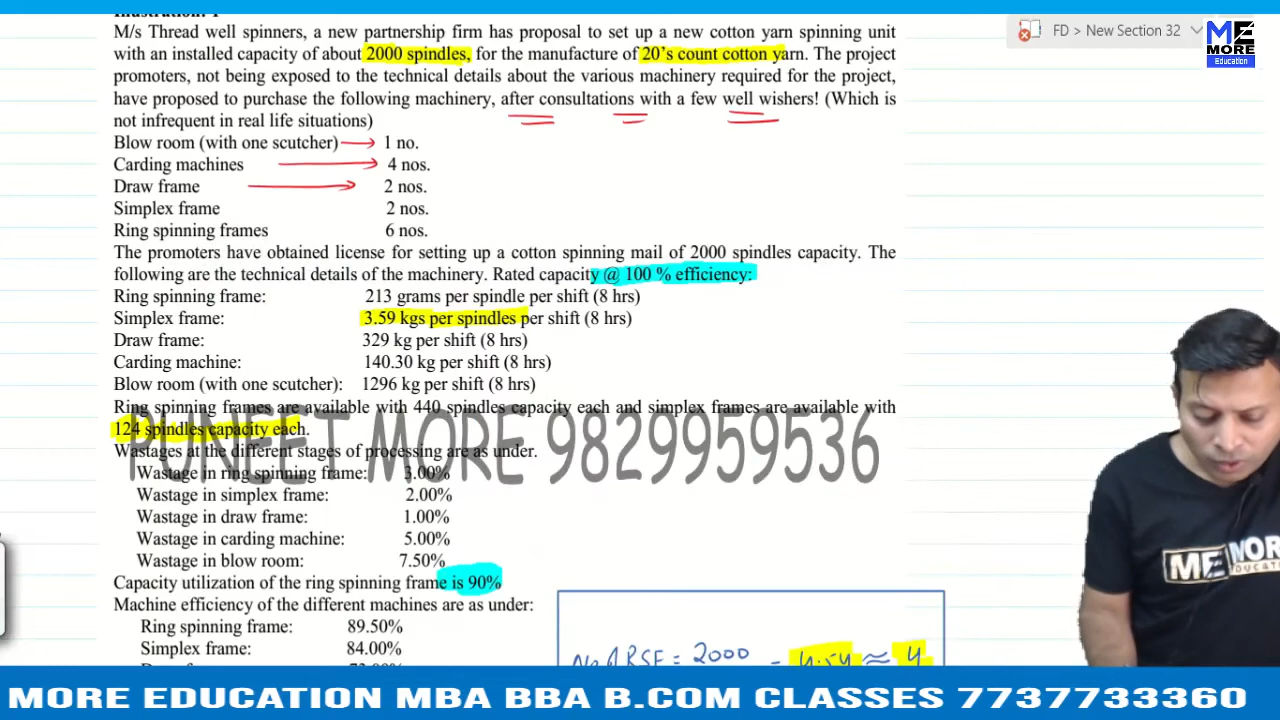 Illustration: 1
M/s Thread well spinners, a new partnership firm has proposal to set up a new cotton yarn spinning unit
with an installed capacity of about 2000 spindles, for the manufacture of 20's count cotton yarn. The project
promoters, not being exposed to the technical details about the various machinery required for the project,
have proposed to purchase the following machinery, after consultations with a few well wishers! (Which is
not infrequent in real life situations)
Blow room (with one scutcher) 1 no.
Carding machines 4 nos.
Draw frame 2 nos.
Simplex frame 2 nos.
Ring spinning frames 6 nos.
The promoters have obtained license for setting up a cotton spinning mail of 2000 spindles capacity. The
following are the technical details of the machinery. Rated capacity @ 100 % efficiency:
Ring spinning frame: 213 grams per spindle per shift (8 hrs)
Simplex frame: 3.59 kgs per spindles per shift (8 hrs)
Draw frame: 329 kg per shift (8 hrs)
Carding machine: 140.30 kg per shift (8 hrs)
Blow room (with one scutcher): 1296 kg per shift (8 hrs)
Ring spinning frames are available with 440 spindles capacity each and simplex frames are available with
124 spindles capacity each.
PUNEET MORE 9829959536
Wastages at the different stages of processing are as under.
Wastage in ring spinning frame: 3.00%
Wastage in simplex frame: 2.00%
Wastage in draw frame: 1.00%
Wastage in carding machine: 5.00%
Wastage in blow room: 7.50%
Capacity utilization of the ring spinning frame is 90%
Machine efficiency of the different machines are as under:
Ring spinning frame: 89.50%
Simplex frame: 84.00%
No of RSF = 2000 = 4.54 ≈ 4
FD > New Section 32
ME
MORE
Education
ME MORE
MORE EDUCATION MBA BBA B.COM CLASSES 7737733360